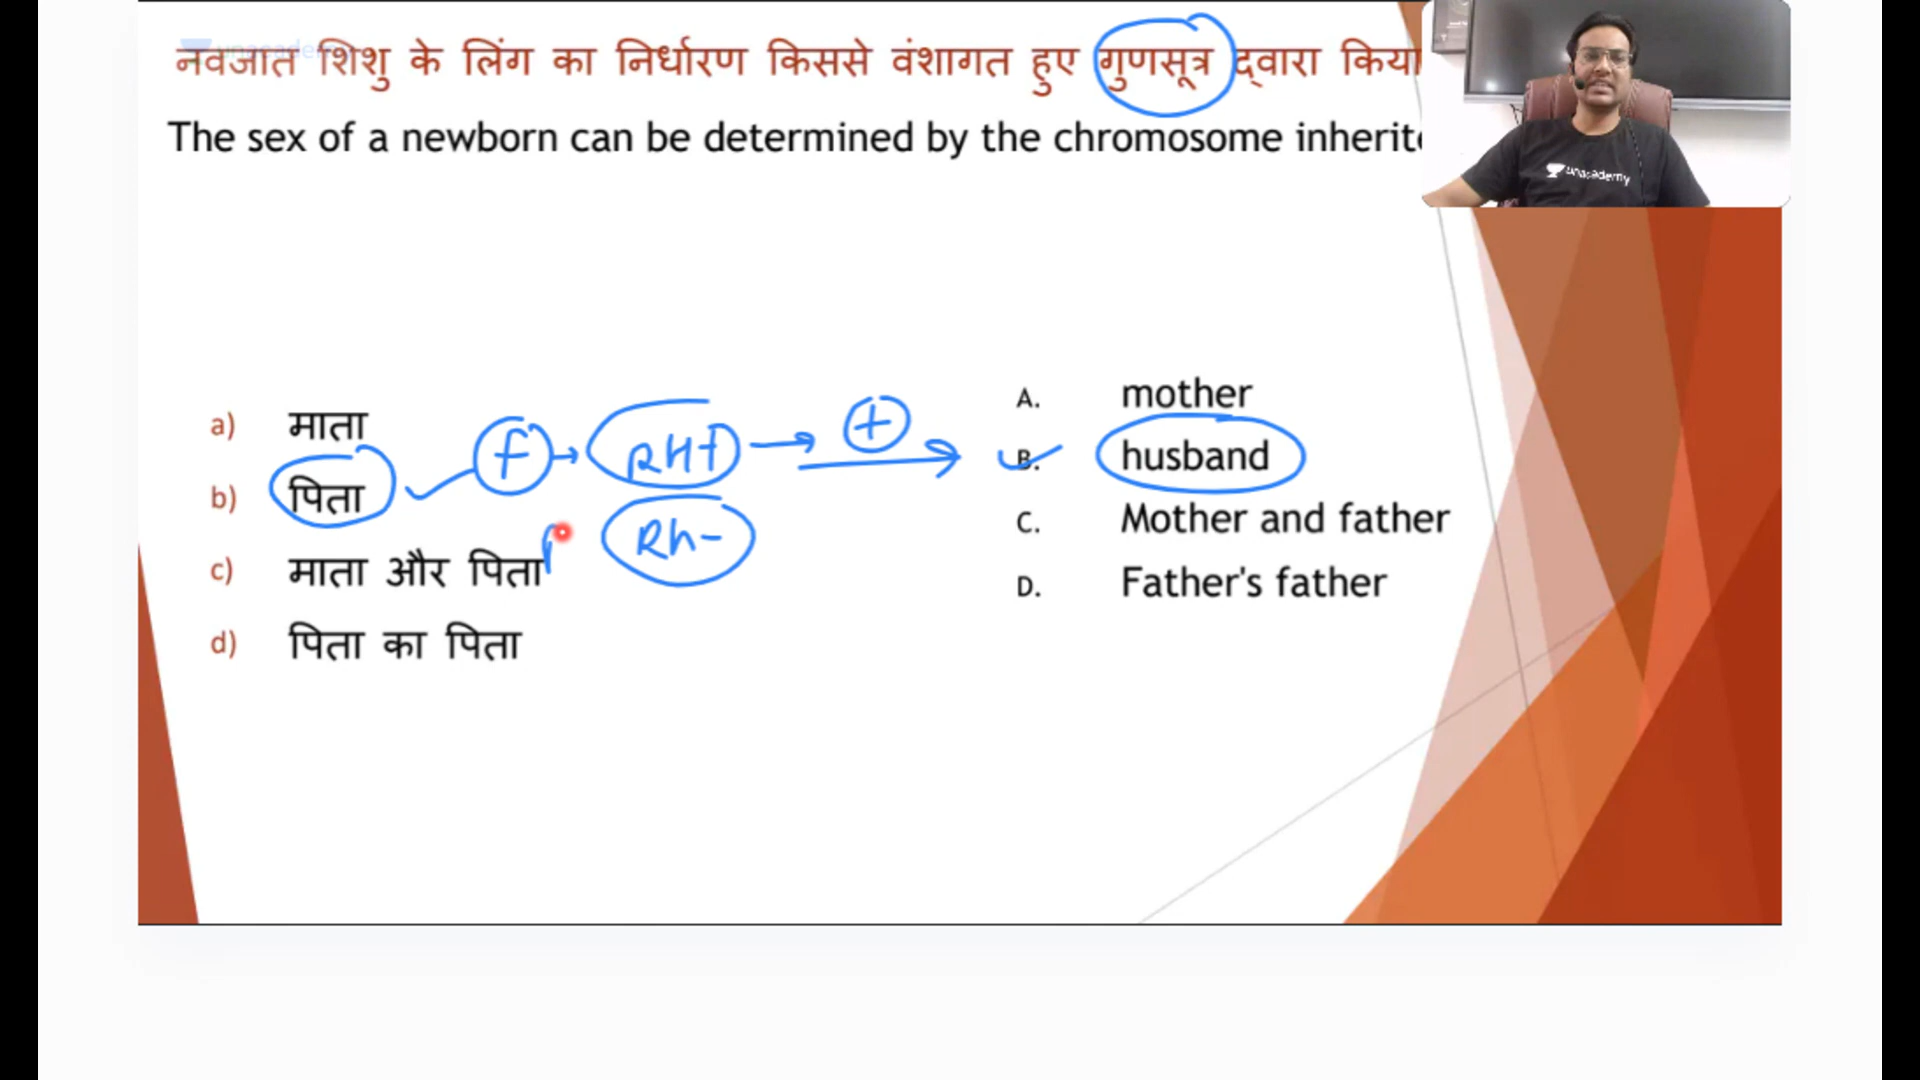 नवजात शिशु के लिंग का निर्धारण किससे वंशागत हुए गुणसूत्र द्वारा किया
The sex of a newborn can be determined by the chromosome inherite
unacademy
a) माता
b) पिता
c) माता और पिता
d) पिता का पिता
f → RH+ → +
Rh-
A. mother
B. husband
C. Mother and father
D. Father's father